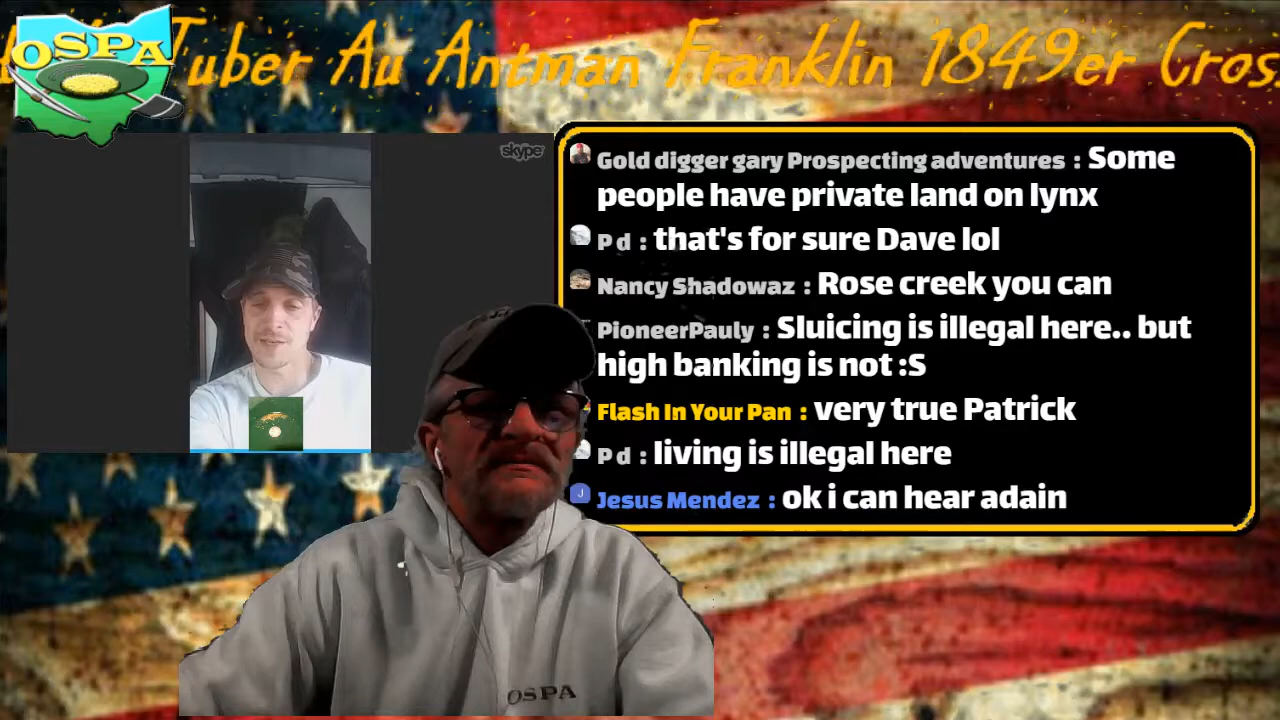 Tuber Au Antman Franklin 1849er Cros
OSPA
skype
Gold digger gary Prospecting adventures : Some
people have private land on lynx
P d : that's for sure Dave lol
Nancy Shadowaz : Rose creek you can
PioneerPauly : Sluicing is illegal here.. but
high banking is not :S
Flash In Your Pan : very true Patrick
P d : living is illegal here
J Jesus Mendez : ok i can hear adain
OSPA